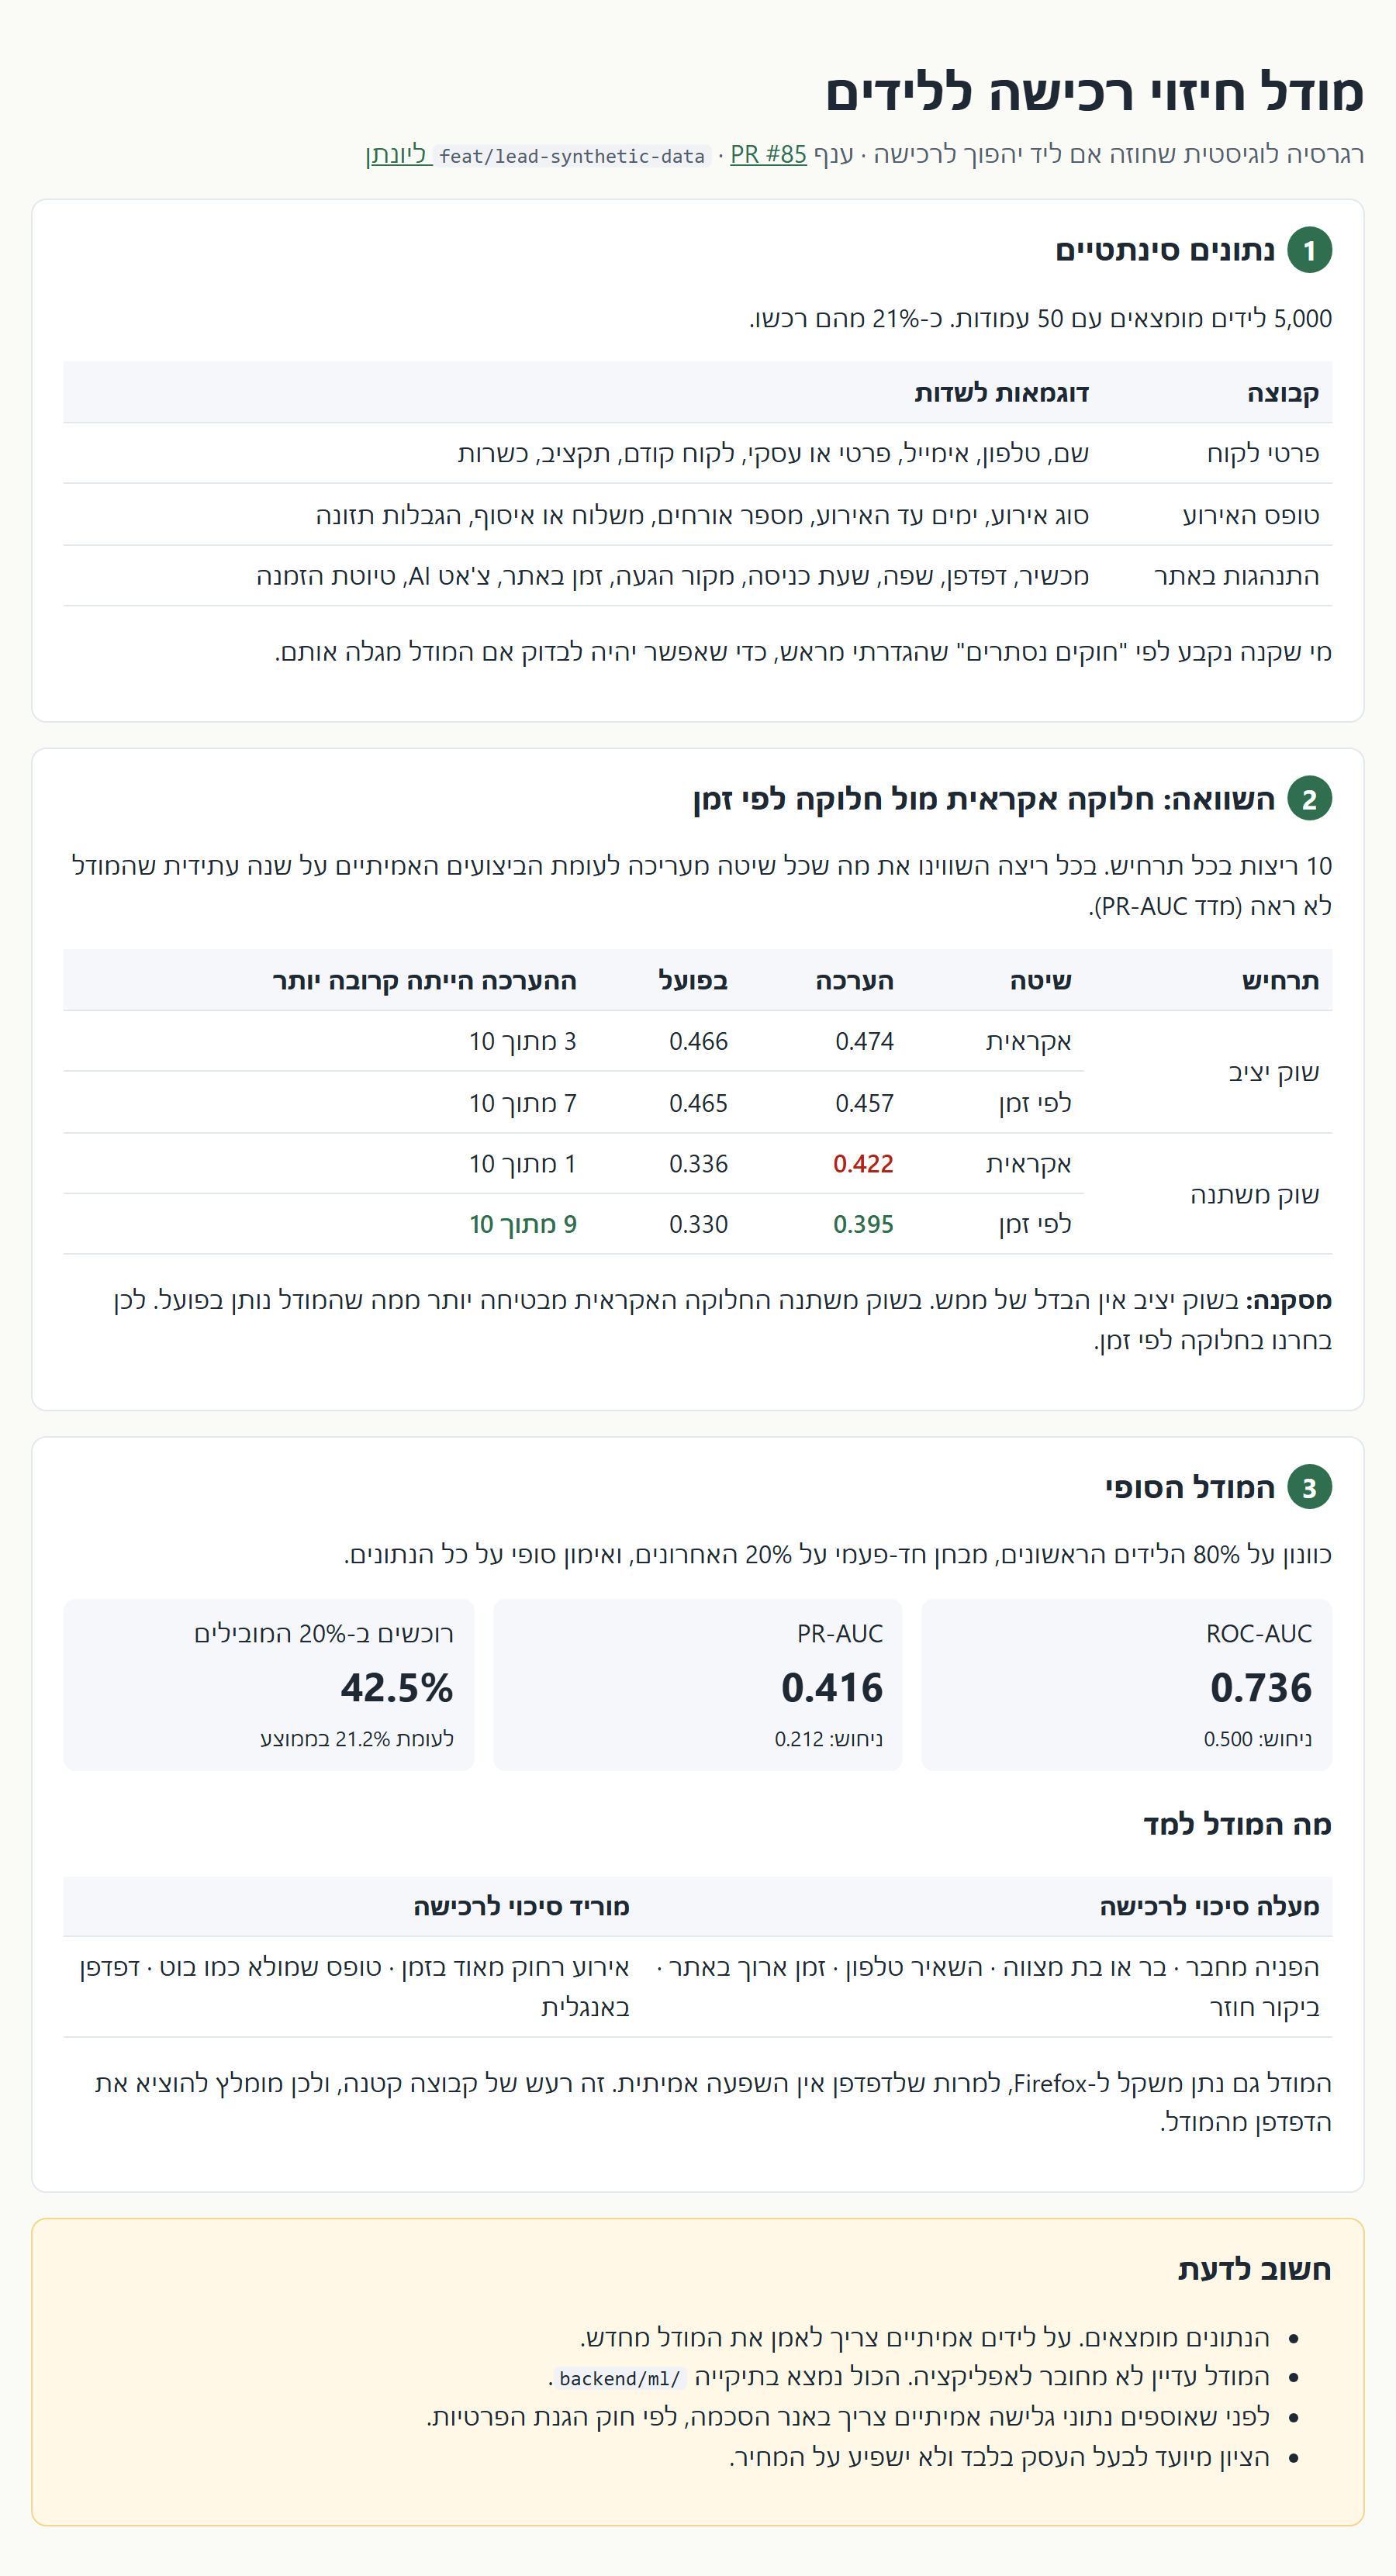 מודל חיזוי רכישה ללידים
רגרסיה לוגיסטית שחוזה אם ליד יהפוך לרכישה · ענף PR #85 · feat/lead-synthetic-data ליונתן
1 נתונים סינתטיים
5,000 לידים מומצאים עם 50 עמודות. כ-21% מהם רכשו.
קבוצה דוגמאות לשדות
פרטי לקוח שם, טלפון, אימייל, פרטי או עסקי, לקוח קודם, תקציב, כשרות
טופס האירוע סוג אירוע, ימים עד האירוע, מספר אורחים, משלוח או איסוף, הגבלות תזונה
התנהגות באתר מכשיר, דפדפן, שפה, שעת כניסה, מקור הגעה, זמן באתר, צ'אט AI, טיוטת הזמנה
מי שקנה נקבע לפי "חוקים נסתרים" שהגדרתי מראש, כדי שאפשר יהיה לבדוק אם המודל מגלה אותם.
2 השוואה: חלוקה אקראית מול חלוקה לפי זמן
10 ריצות בכל תרחיש. בכל ריצה השווינו את מה שכל שיטה מעריכה לעומת הביצועים האמיתיים על שנה עתידית שהמודל
לא ראה (מדד PR-AUC).
תרחיש שיטה הערכה בפועל ההערכה הייתה קרובה יותר
שוק יציב
אקראית 0.474 0.466 3 מתוך 10
לפי זמן 0.457 0.465 7 מתוך 10
שוק משתנה
אקראית 0.422 0.336 1 מתוך 10
לפי זמן 0.395 0.330 9 מתוך 10
מסקנה: בשוק יציב אין הבדל של ממש. בשוק משתנה החלוקה האקראית מבטיחה יותר ממה שהמודל נותן בפועל. לכן
בחרנו בחלוקה לפי זמן.
3 המודל הסופי
כוונון על 80% הלידים הראשונים, מבחן חד-פעמי על 20% האחרונים, ואימון סופי על כל הנתונים.
ROC-AUC PR-AUC רוכשים ב-20% המובילים
0.736 0.416 42.5%
ניחוש: 0.500 ניחוש: 0.212 לעומת 21.2% בממוצע
מה המודל למד
מעלה סיכוי לרכישה מוריד סיכוי לרכישה
הפניה מחבר · בר או בת מצווה · השאיר טלפון · זמן ארוך באתר · אירוע רחוק מאוד בזמן · טופס שמולא כמו בוט · דפדפן
ביקור חוזר באנגלית
המודל גם נתן משקל ל-Firefox, למרות שלדפדפן אין השפעה אמיתית. זה רעש של קבוצה קטנה, ולכן מומלץ להוציא את
הדפדפן מהמודל.
חשוב לדעת
• הנתונים מומצאים. על לידים אמיתיים צריך לאמן את המודל מחדש.
• המודל עדיין לא מחובר לאפליקציה. הכול נמצא בתיקייה backend/ml/.
• לפני שאוספים נתוני גלישה אמיתיים צריך באנר הסכמה, לפי חוק הגנת הפרטיות.
• הציון מיועד לבעל העסק בלבד ולא ישפיע על המחיר.